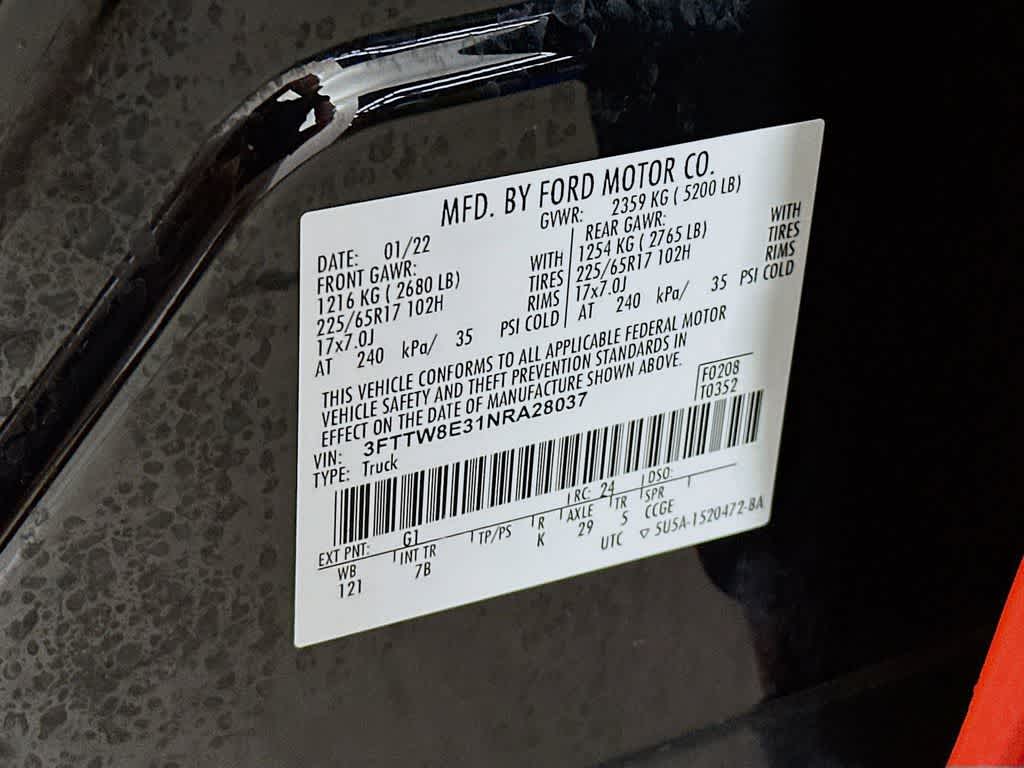 MFD. BY FORD MOTOR CO.
DATE: 01/22 GVWR: 2359 KG ( 5200 LB)
FRONT GAWR: WITH REAR GAWR: WITH
1216 KG ( 2680 LB) TIRES 1254 KG ( 2765 LB) TIRES
225/65R17 102H RIMS 225/65R17 102H RIMS
17x7.0J PSI COLD 17x7.0J PSI COLD
AT 240 kPa/ 35 AT 240 kPa/ 35
THIS VEHICLE CONFORMS TO ALL APPLICABLE FEDERAL MOTOR
VEHICLE SAFETY AND THEFT PREVENTION STANDARDS IN
EFFECT ON THE DATE OF MANUFACTURE SHOWN ABOVE.
VIN: 3FTTW8E31NRA28037 F0208
TYPE: Truck T0352
EXT PNT: G1 RC: 24 DSO:
WB INT TR TP/PS R AXLE TR SPR
121 7B K 29 5 CCGE
UTC ▽ 5U5A-1520472-BA